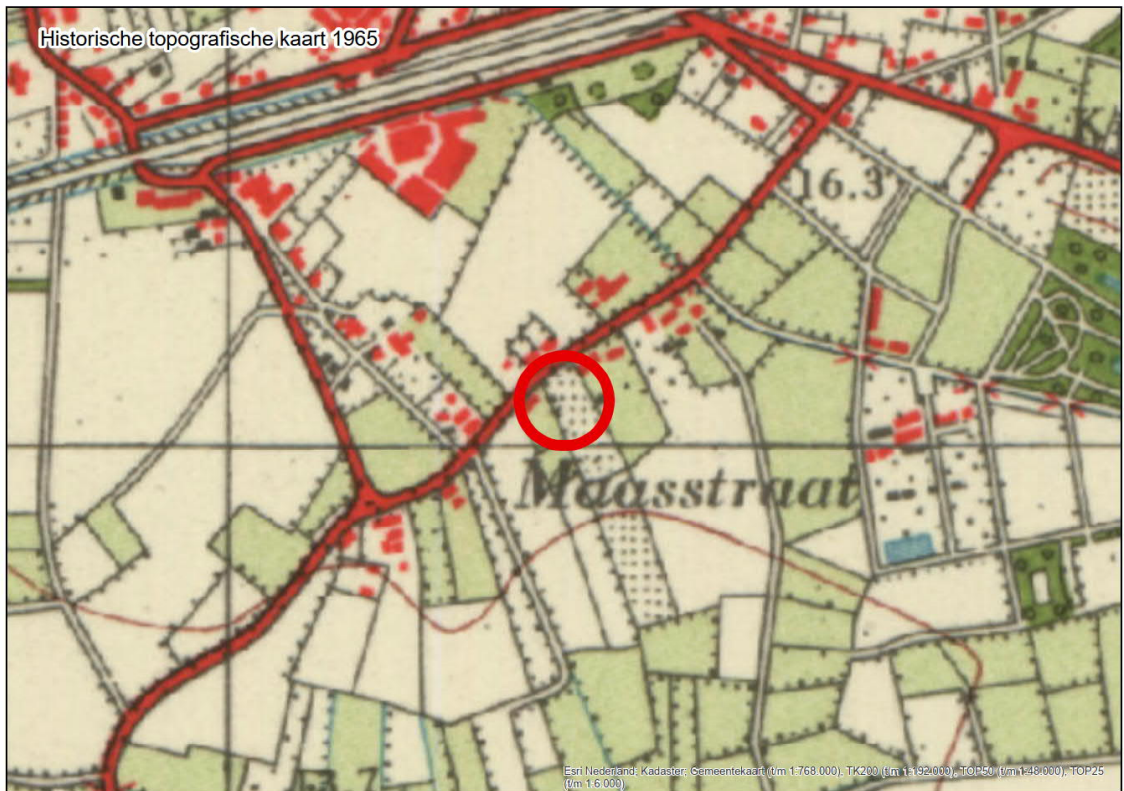 Historische topografische kaart 1965
K
16.3
Maasstraat
Esri Nederland, Kadaster, Gemeentekaart (t/m 1:768.000), TK200 (t/m 1:192.000), TOP50 (t/m 1:48.000), TOP25
(t/m 1:6.000)